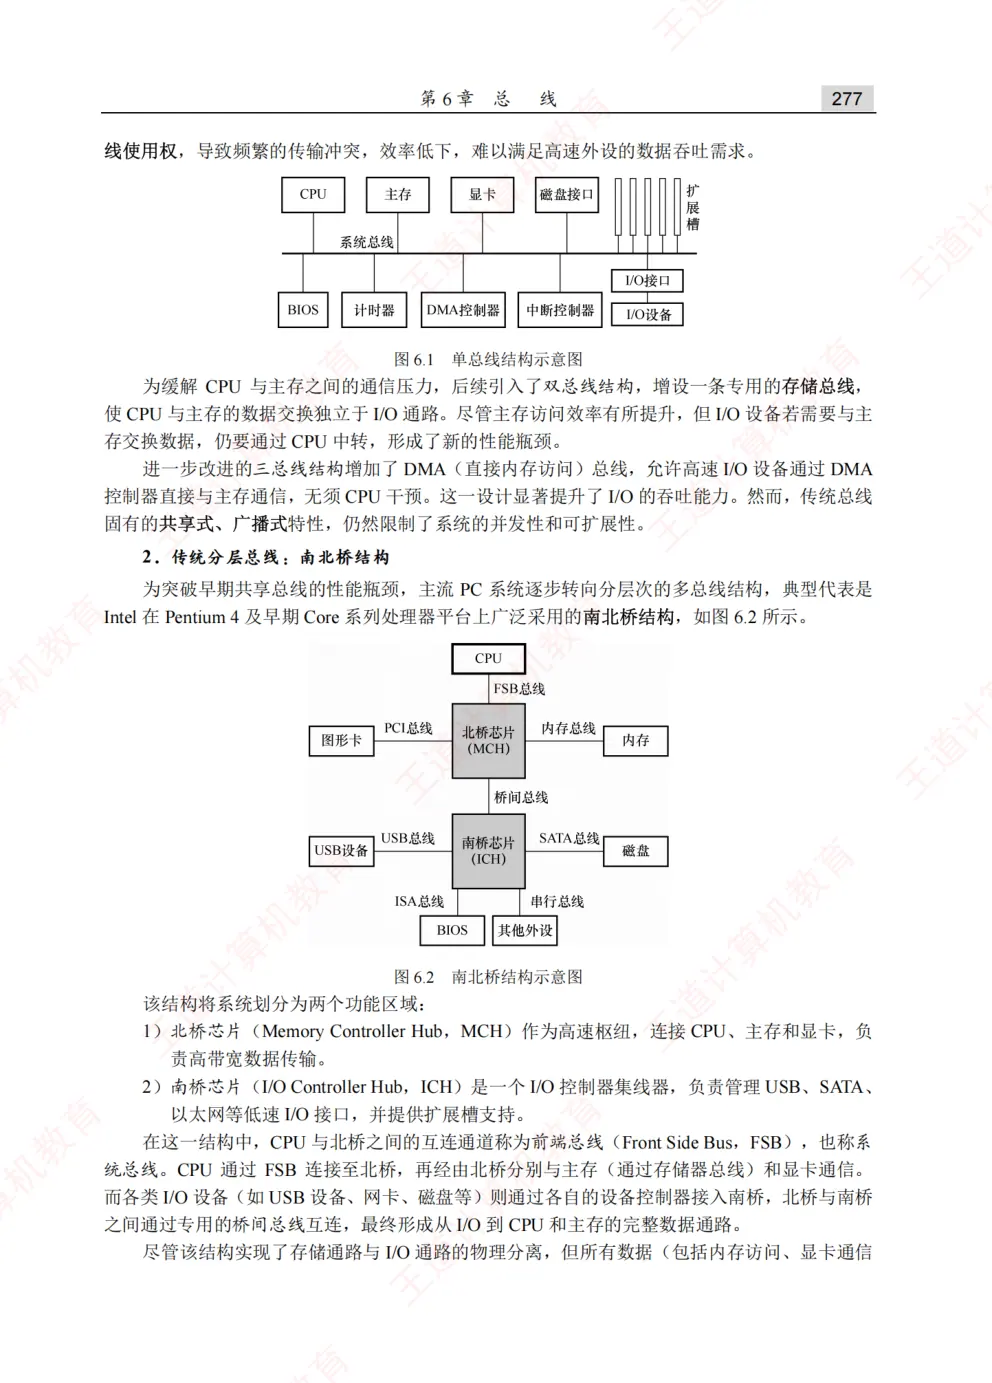 第 6 章 总 线
277
线使用权，导致频繁的传输冲突，效率低下，难以满足高速外设的数据吞吐需求。
CPU
主存
显卡
磁盘接口
扩展槽
系统总线
I/O接口
BIOS
计时器
DMA控制器
中断控制器
I/O设备
图 6.1 单总线结构示意图
为缓解 CPU 与主存之间的通信压力，后续引入了双总线结构，增设一条专用的存储总线，
使 CPU 与主存的数据交换独立于 I/O 通路。尽管主存访问效率有所提升，但 I/O 设备若需要与主
存交换数据，仍要通过 CPU 中转，形成了新的性能瓶颈。
进一步改进的三总线结构增加了 DMA（直接内存访问）总线，允许高速 I/O 设备通过 DMA
控制器直接与主存通信，无须 CPU 干预。这一设计显著提升了 I/O 的吞吐能力。然而，传统总线
固有的共享式、广播式特性，仍然限制了系统的并发性和可扩展性。
2．传统分层总线：南北桥结构
为突破早期共享总线的性能瓶颈，主流 PC 系统逐步转向分层次的多总线结构，典型代表是
Intel 在 Pentium 4 及早期 Core 系列处理器平台上广泛采用的南北桥结构，如图 6.2 所示。
CPU
FSB总线
图形卡
PCI总线
北桥芯片
（MCH）
内存总线
内存
桥间总线
USB设备
USB总线
南桥芯片
（ICH）
SATA总线
磁盘
ISA总线
串行总线
BIOS
其他外设
图 6.2 南北桥结构示意图
该结构将系统划分为两个功能区域：
1）北桥芯片（Memory Controller Hub，MCH）作为高速枢纽，连接 CPU、主存和显卡，负
责高带宽数据传输。
2）南桥芯片（I/O Controller Hub，ICH）是一个 I/O 控制器集线器，负责管理 USB、SATA、
以太网等低速 I/O 接口，并提供扩展槽支持。
在这一结构中，CPU 与北桥之间的互连通道称为前端总线（Front Side Bus，FSB），也称系
统总线。CPU 通过 FSB 连接至北桥，再经由北桥分别与主存（通过存储器总线）和显卡通信。
而各类 I/O 设备（如 USB 设备、网卡、磁盘等）则通过各自的设备控制器接入南桥，北桥与南桥
之间通过专用的桥间总线互连，最终形成从 I/O 到 CPU 和主存的完整数据通路。
尽管该结构实现了存储通路与 I/O 通路的物理分离，但所有数据（包括内存访问、显卡通信
王道计算机教育